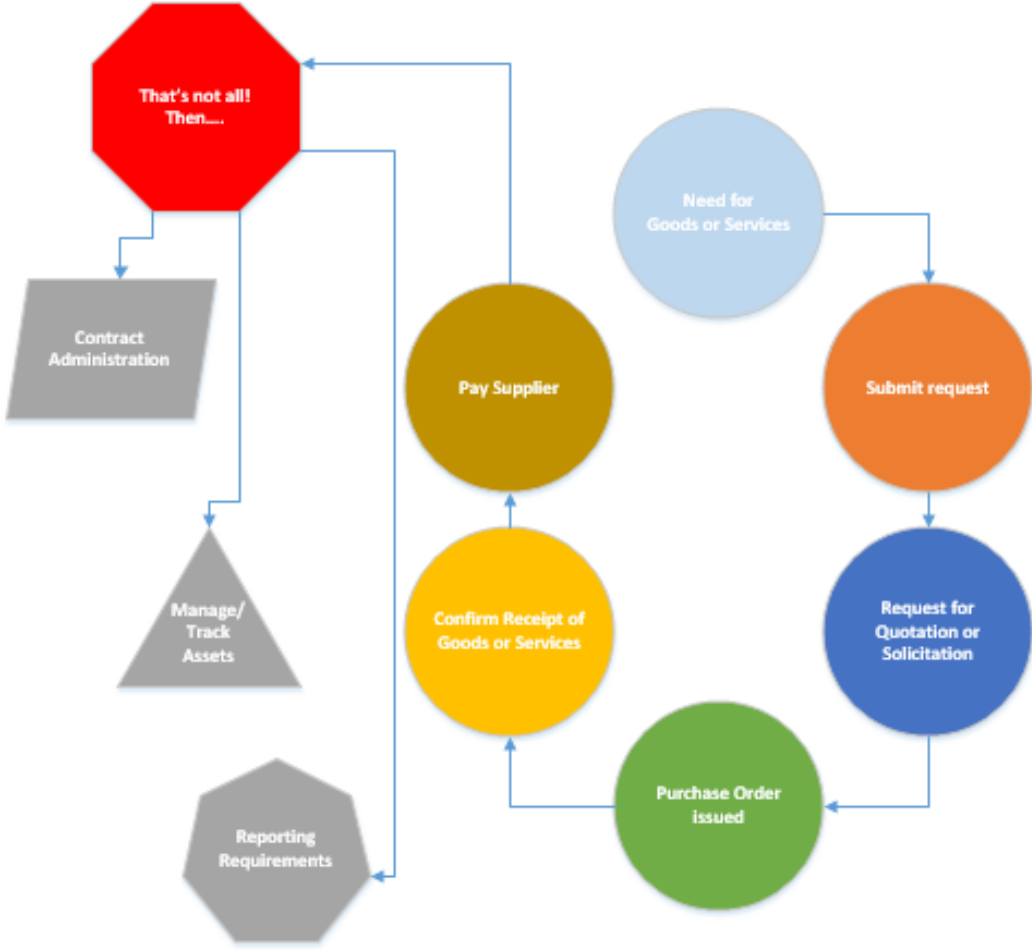 That's not all!
Then....
Need for
Goods or Services
Submit request
Request for
Quotation or
Solicitation
Purchase Order
issued
Confirm Receipt of
Goods or Services
Pay Supplier
Contract
Administration
Manage/
Track
Assets
Reporting
Requirements